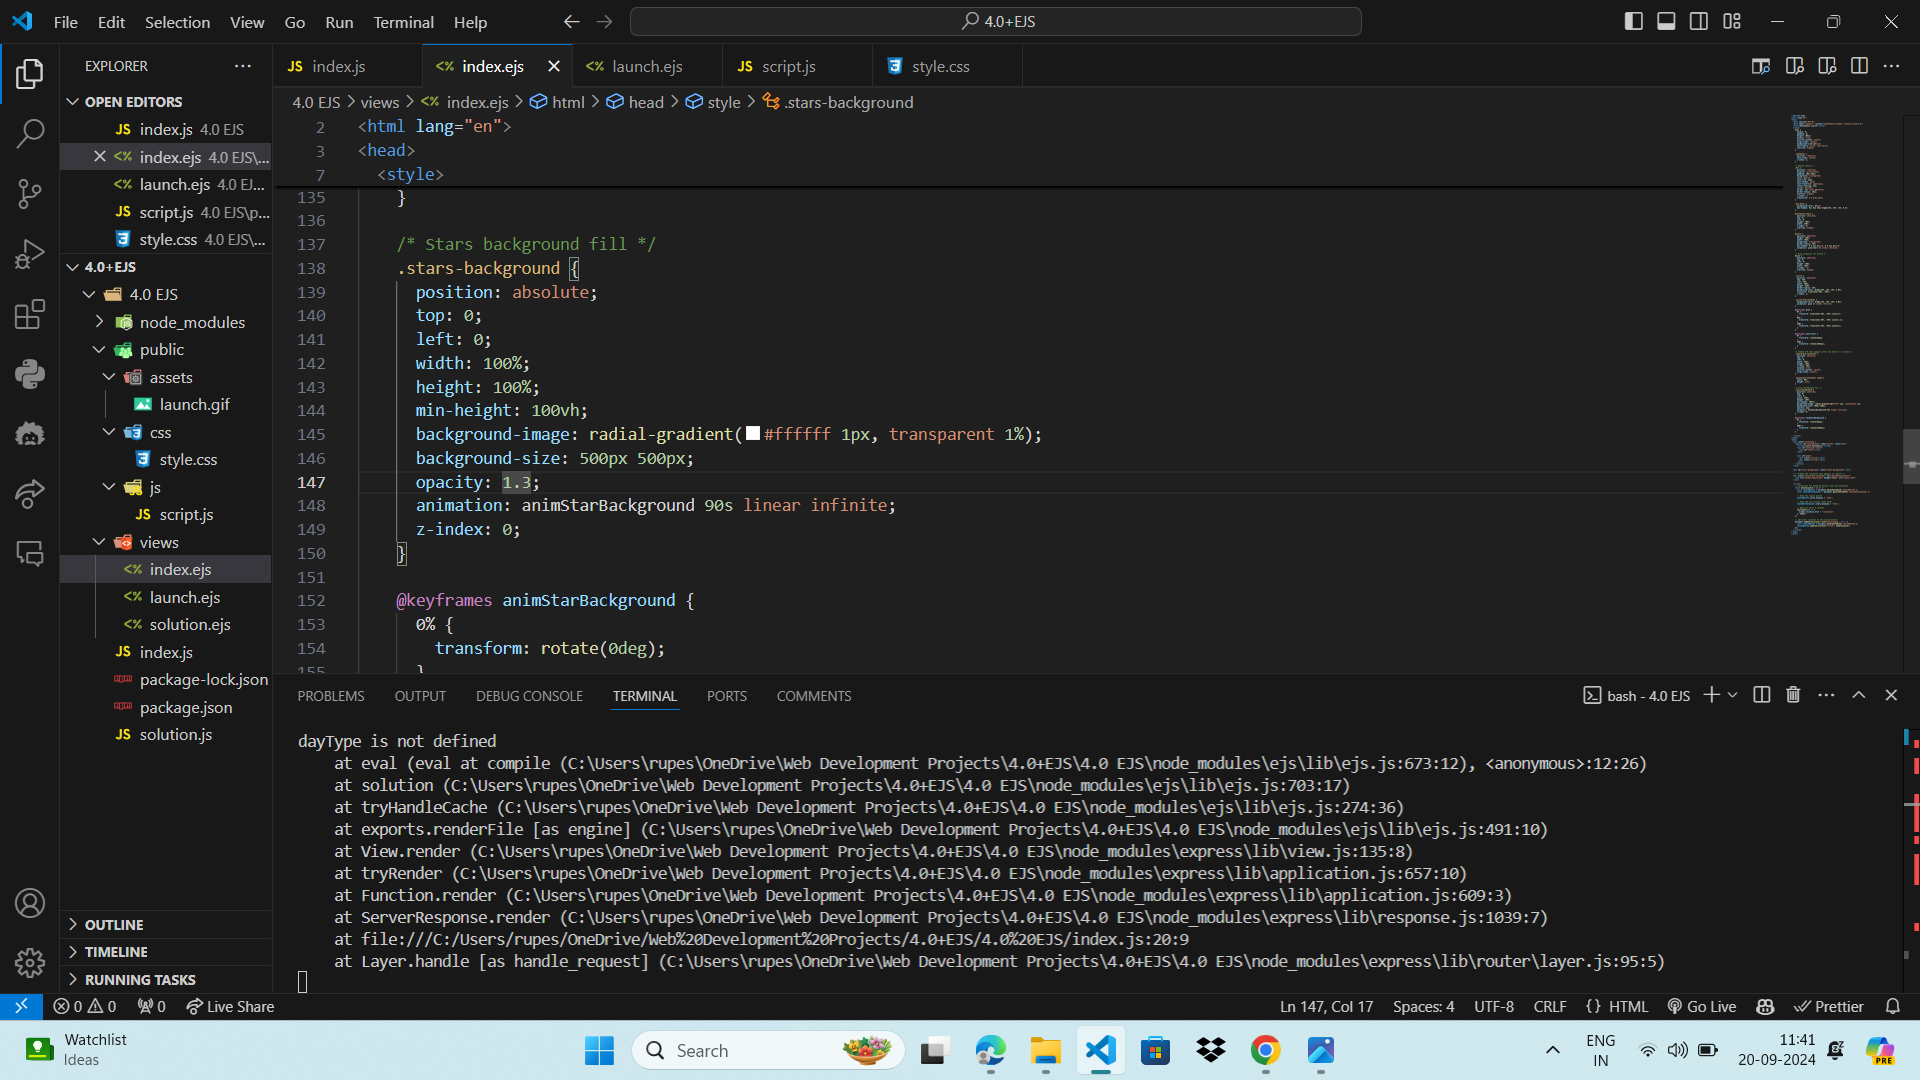 File Edit Selection View Go Run Terminal Help
4.0+EJS
EXPLORER
JS index.js
<% index.ejs
<% launch.ejs
JS script.js
style.css
OPEN EDITORS
JS index.js 4.0 EJS
<% index.ejs 4.0 EJS\...
<% launch.ejs 4.0 EJ...
JS script.js 4.0 EJS\p...
style.css 4.0 EJS\...
4.0+EJS
4.0 EJS
node_modules
public
assets
launch.gif
css
style.css
js
JS script.js
views
<% index.ejs
<% launch.ejs
<% solution.ejs
JS index.js
package-lock.json
package.json
JS solution.js
OUTLINE
TIMELINE
RUNNING TASKS
4.0 EJS > views > <% index.ejs > html > head > style > .stars-background
2 <html lang="en">
3 <head>
7 <style>
135 }
136
137 /* Stars background fill */
138 .stars-background {
139 position: absolute;
140 top: 0;
141 left: 0;
142 width: 100%;
143 height: 100%;
144 min-height: 100vh;
145 background-image: radial-gradient(#ffffff 1px, transparent 1%);
146 background-size: 500px 500px;
147 opacity: 1.3;
148 animation: animStarBackground 90s linear infinite;
149 z-index: 0;
150 }
151
152 @keyframes animStarBackground {
153 0% {
154 transform: rotate(0deg);
155 }
PROBLEMS OUTPUT DEBUG CONSOLE TERMINAL PORTS COMMENTS
bash - 4.0 EJS
dayType is not defined
at eval (eval at compile (C:\Users\rupes\OneDrive\Web Development Projects\4.0+EJS\4.0 EJS\node_modules\ejs\lib\ejs.js:673:12), <anonymous>:12:26)
at solution (C:\Users\rupes\OneDrive\Web Development Projects\4.0+EJS\4.0 EJS\node_modules\ejs\lib\ejs.js:703:17)
at tryHandleCache (C:\Users\rupes\OneDrive\Web Development Projects\4.0+EJS\4.0 EJS\node_modules\ejs\lib\ejs.js:274:36)
at exports.renderFile [as engine] (C:\Users\rupes\OneDrive\Web Development Projects\4.0+EJS\4.0 EJS\node_modules\ejs\lib\ejs.js:491:10)
at View.render (C:\Users\rupes\OneDrive\Web Development Projects\4.0+EJS\4.0 EJS\node_modules\express\lib\view.js:135:8)
at tryRender (C:\Users\rupes\OneDrive\Web Development Projects\4.0+EJS\4.0 EJS\node_modules\express\lib\application.js:657:10)
at Function.render (C:\Users\rupes\OneDrive\Web Development Projects\4.0+EJS\4.0 EJS\node_modules\express\lib\application.js:609:3)
at ServerResponse.render (C:\Users\rupes\OneDrive\Web Development Projects\4.0+EJS\4.0 EJS\node_modules\express\lib\response.js:1039:7)
at file:///C:/Users/rupes/OneDrive/Web%20Development%20Projects/4.0+EJS/4.0%20EJS/index.js:20:9
at Layer.handle [as handle_request] (C:\Users\rupes\OneDrive\Web Development Projects\4.0+EJS\4.0 EJS\node_modules\express\lib\router\layer.js:95:5)
0 0 0 Live Share
Ln 147, Col 17 Spaces: 4 UTF-8 CRLF {} HTML Go Live Prettier
Watchlist
Ideas
Search
ENG
IN
11:41
20-09-2024
PRE